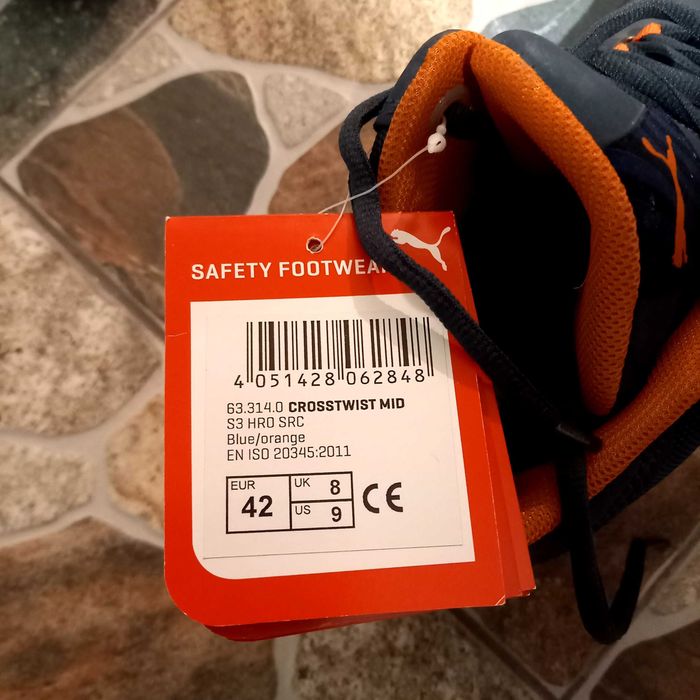 SAFETY FOOTWEAR
4 051428 062848
63.314.0 CROSSTWIST MID
S3 HRO SRC
Blue/orange
EN ISO 20345:2011
EUR 42
UK 8
US 9
CE